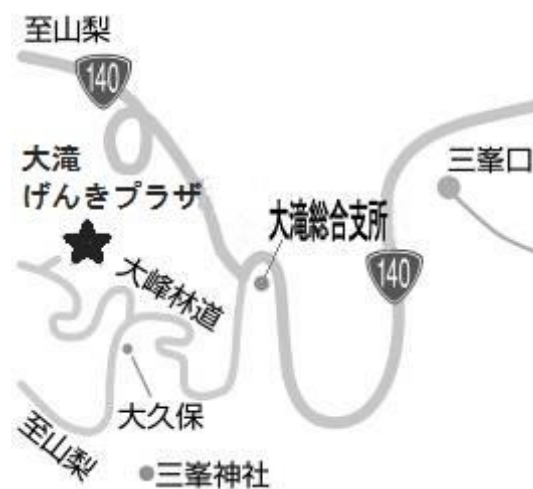 至山梨
140
大滝
げんきプラザ
三峯口
大滝総合支所
140
大峰林道
大久保
至山梨
三峯神社